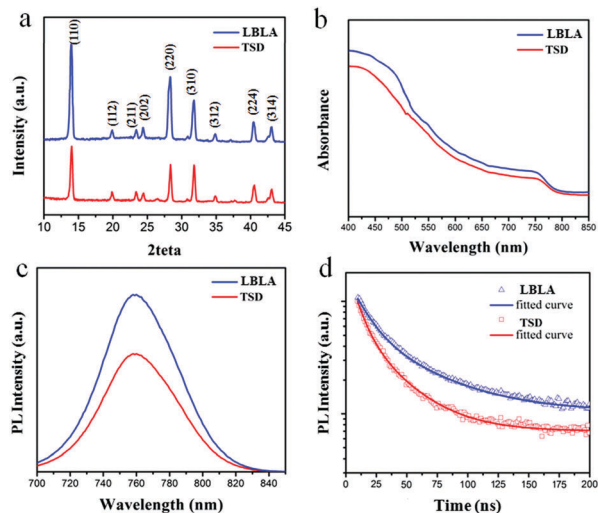 a
LBLA
TSD
(110)
(112)
(211)
(202)
(220)
(310)
(312)
(224)
(314)
Intensity (a.u.)
10 15 20 25 30 35 40 45
2teta
b
LBLA
TSD
Absorbance
400 450 500 550 600 650 700 750 800 850
Wavelength (nm)
c
LBLA
TSD
PL Intensity (a.u.)
700 720 740 760 780 800 820 840
Wavelength (nm)
d
LBLA
fitted curve
TSD
fitted curve
PL Intensity (a.u.)
0 25 50 75 100 125 150 175 200
Time (ns)